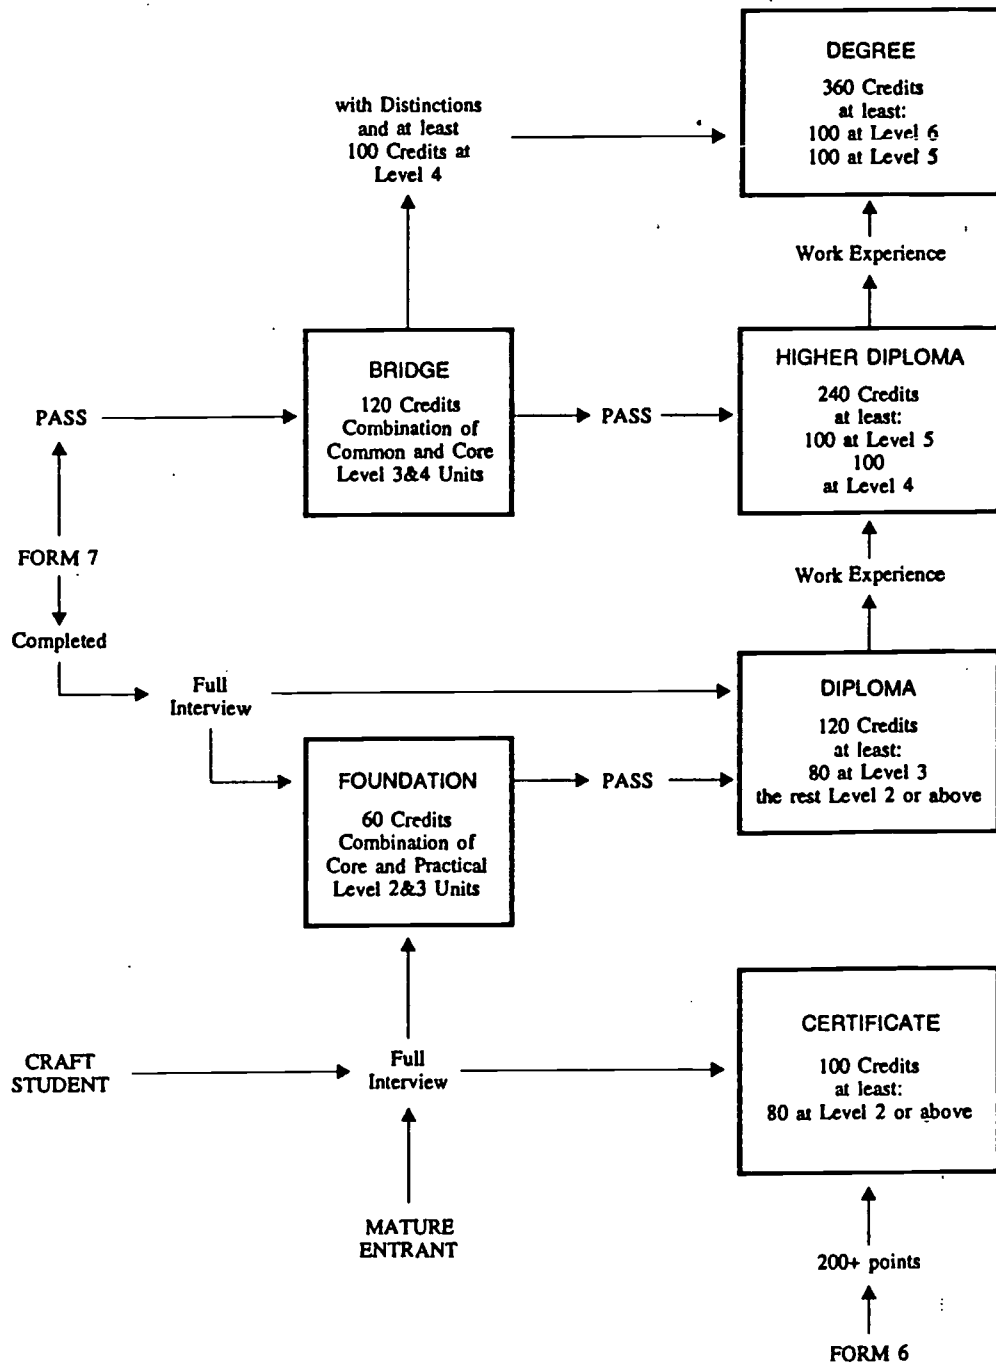 DEGREE
360 Credits
at least:
100 at Level 6
100 at Level 5
with Distinctions
and at least
100 Credits at
Level 4
Work Experience
BRIDGE
120 Credits
Combination of
Common and Core
Level 3&4 Units
HIGHER DIPLOMA
240 Credits
at least:
100 at Level 5
100
at Level 4
PASS
PASS
FORM 7
Work Experience
Completed
Full
Interview
DIPLOMA
120 Credits
at least:
80 at Level 3
the rest Level 2 or above
FOUNDATION
60 Credits
Combination of
Core and Practical
Level 2&3 Units
PASS
CERTIFICATE
100 Credits
at least:
80 at Level 2 or above
CRAFT
STUDENT
Full
Interview
MATURE
ENTRANT
200+ points
FORM 6